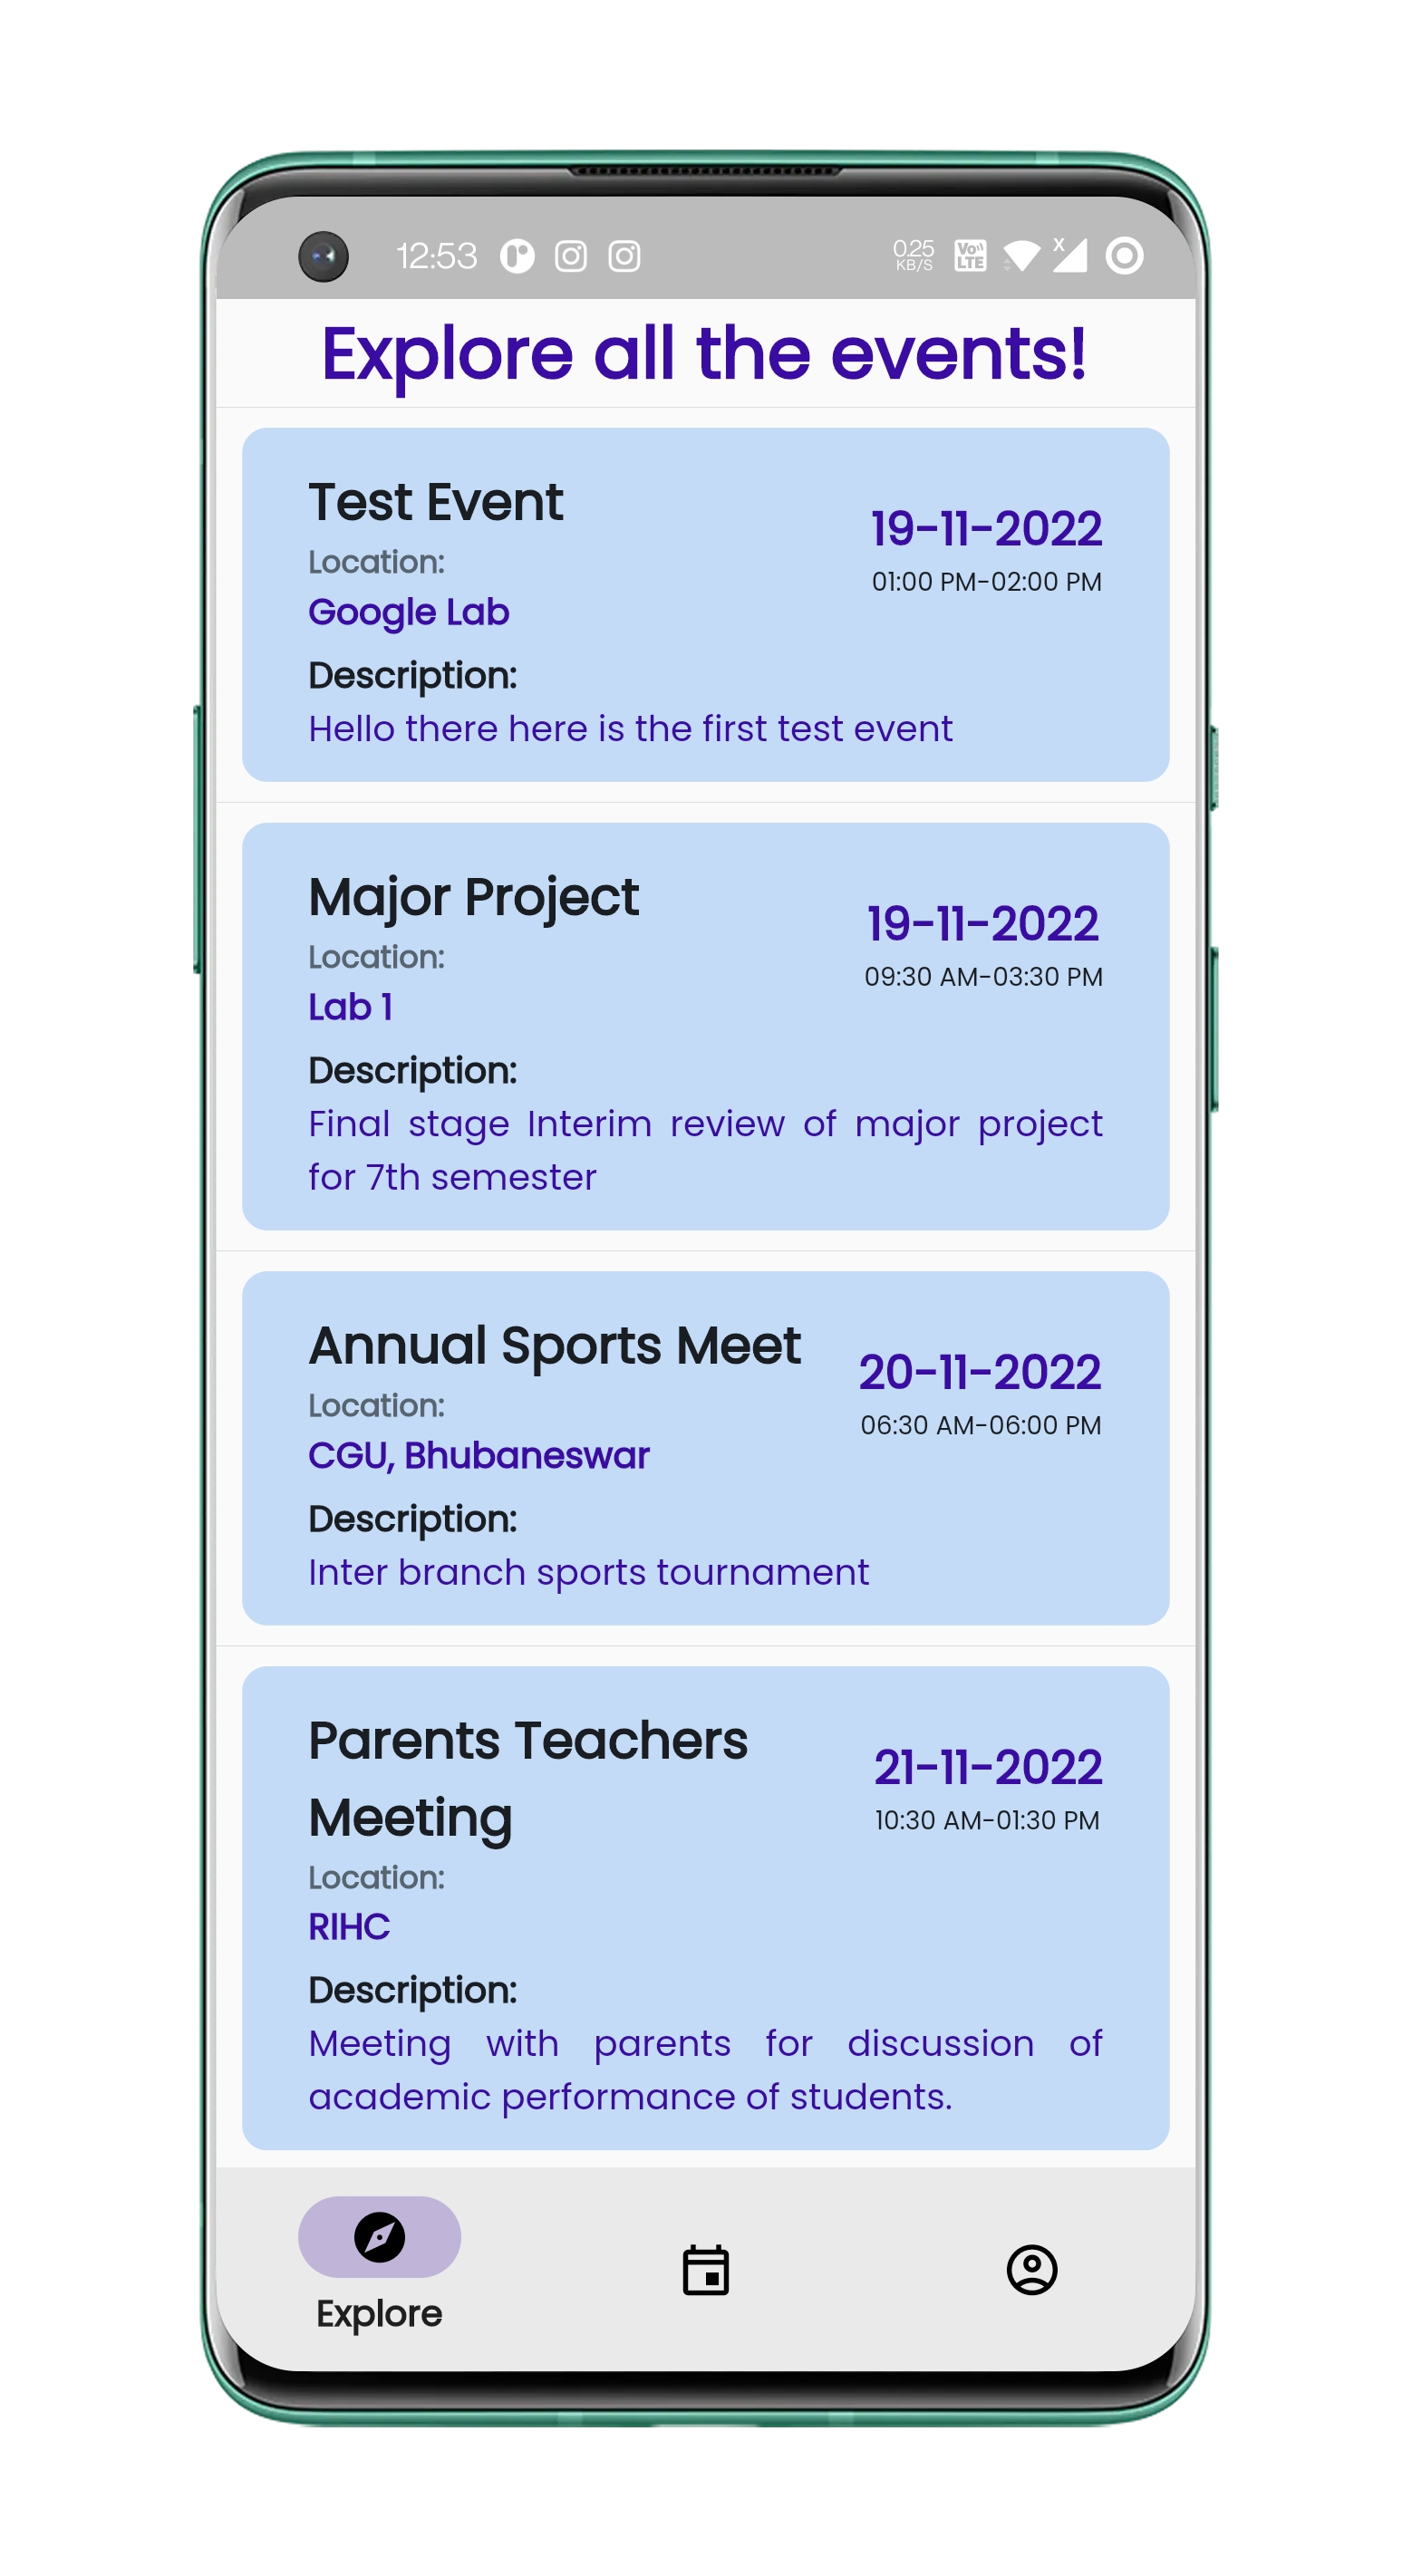 12:53
0.25
KB/S
Vo
LTE
X
Explore all the events!
Test Event
19-11-2022
Location:
01:00 PM-02:00 PM
Google Lab
Description:
Hello there here is the first test event
Major Project
19-11-2022
Location:
09:30 AM-03:30 PM
Lab 1
Description:
Final stage Interim review of major project
for 7th semester
Annual Sports Meet
20-11-2022
Location:
06:30 AM-06:00 PM
CGU, Bhubaneswar
Description:
Inter branch sports tournament
Parents Teachers
Meeting
21-11-2022
10:30 AM-01:30 PM
Location:
RIHC
Description:
Meeting with parents for discussion of
academic performance of students.
Explore